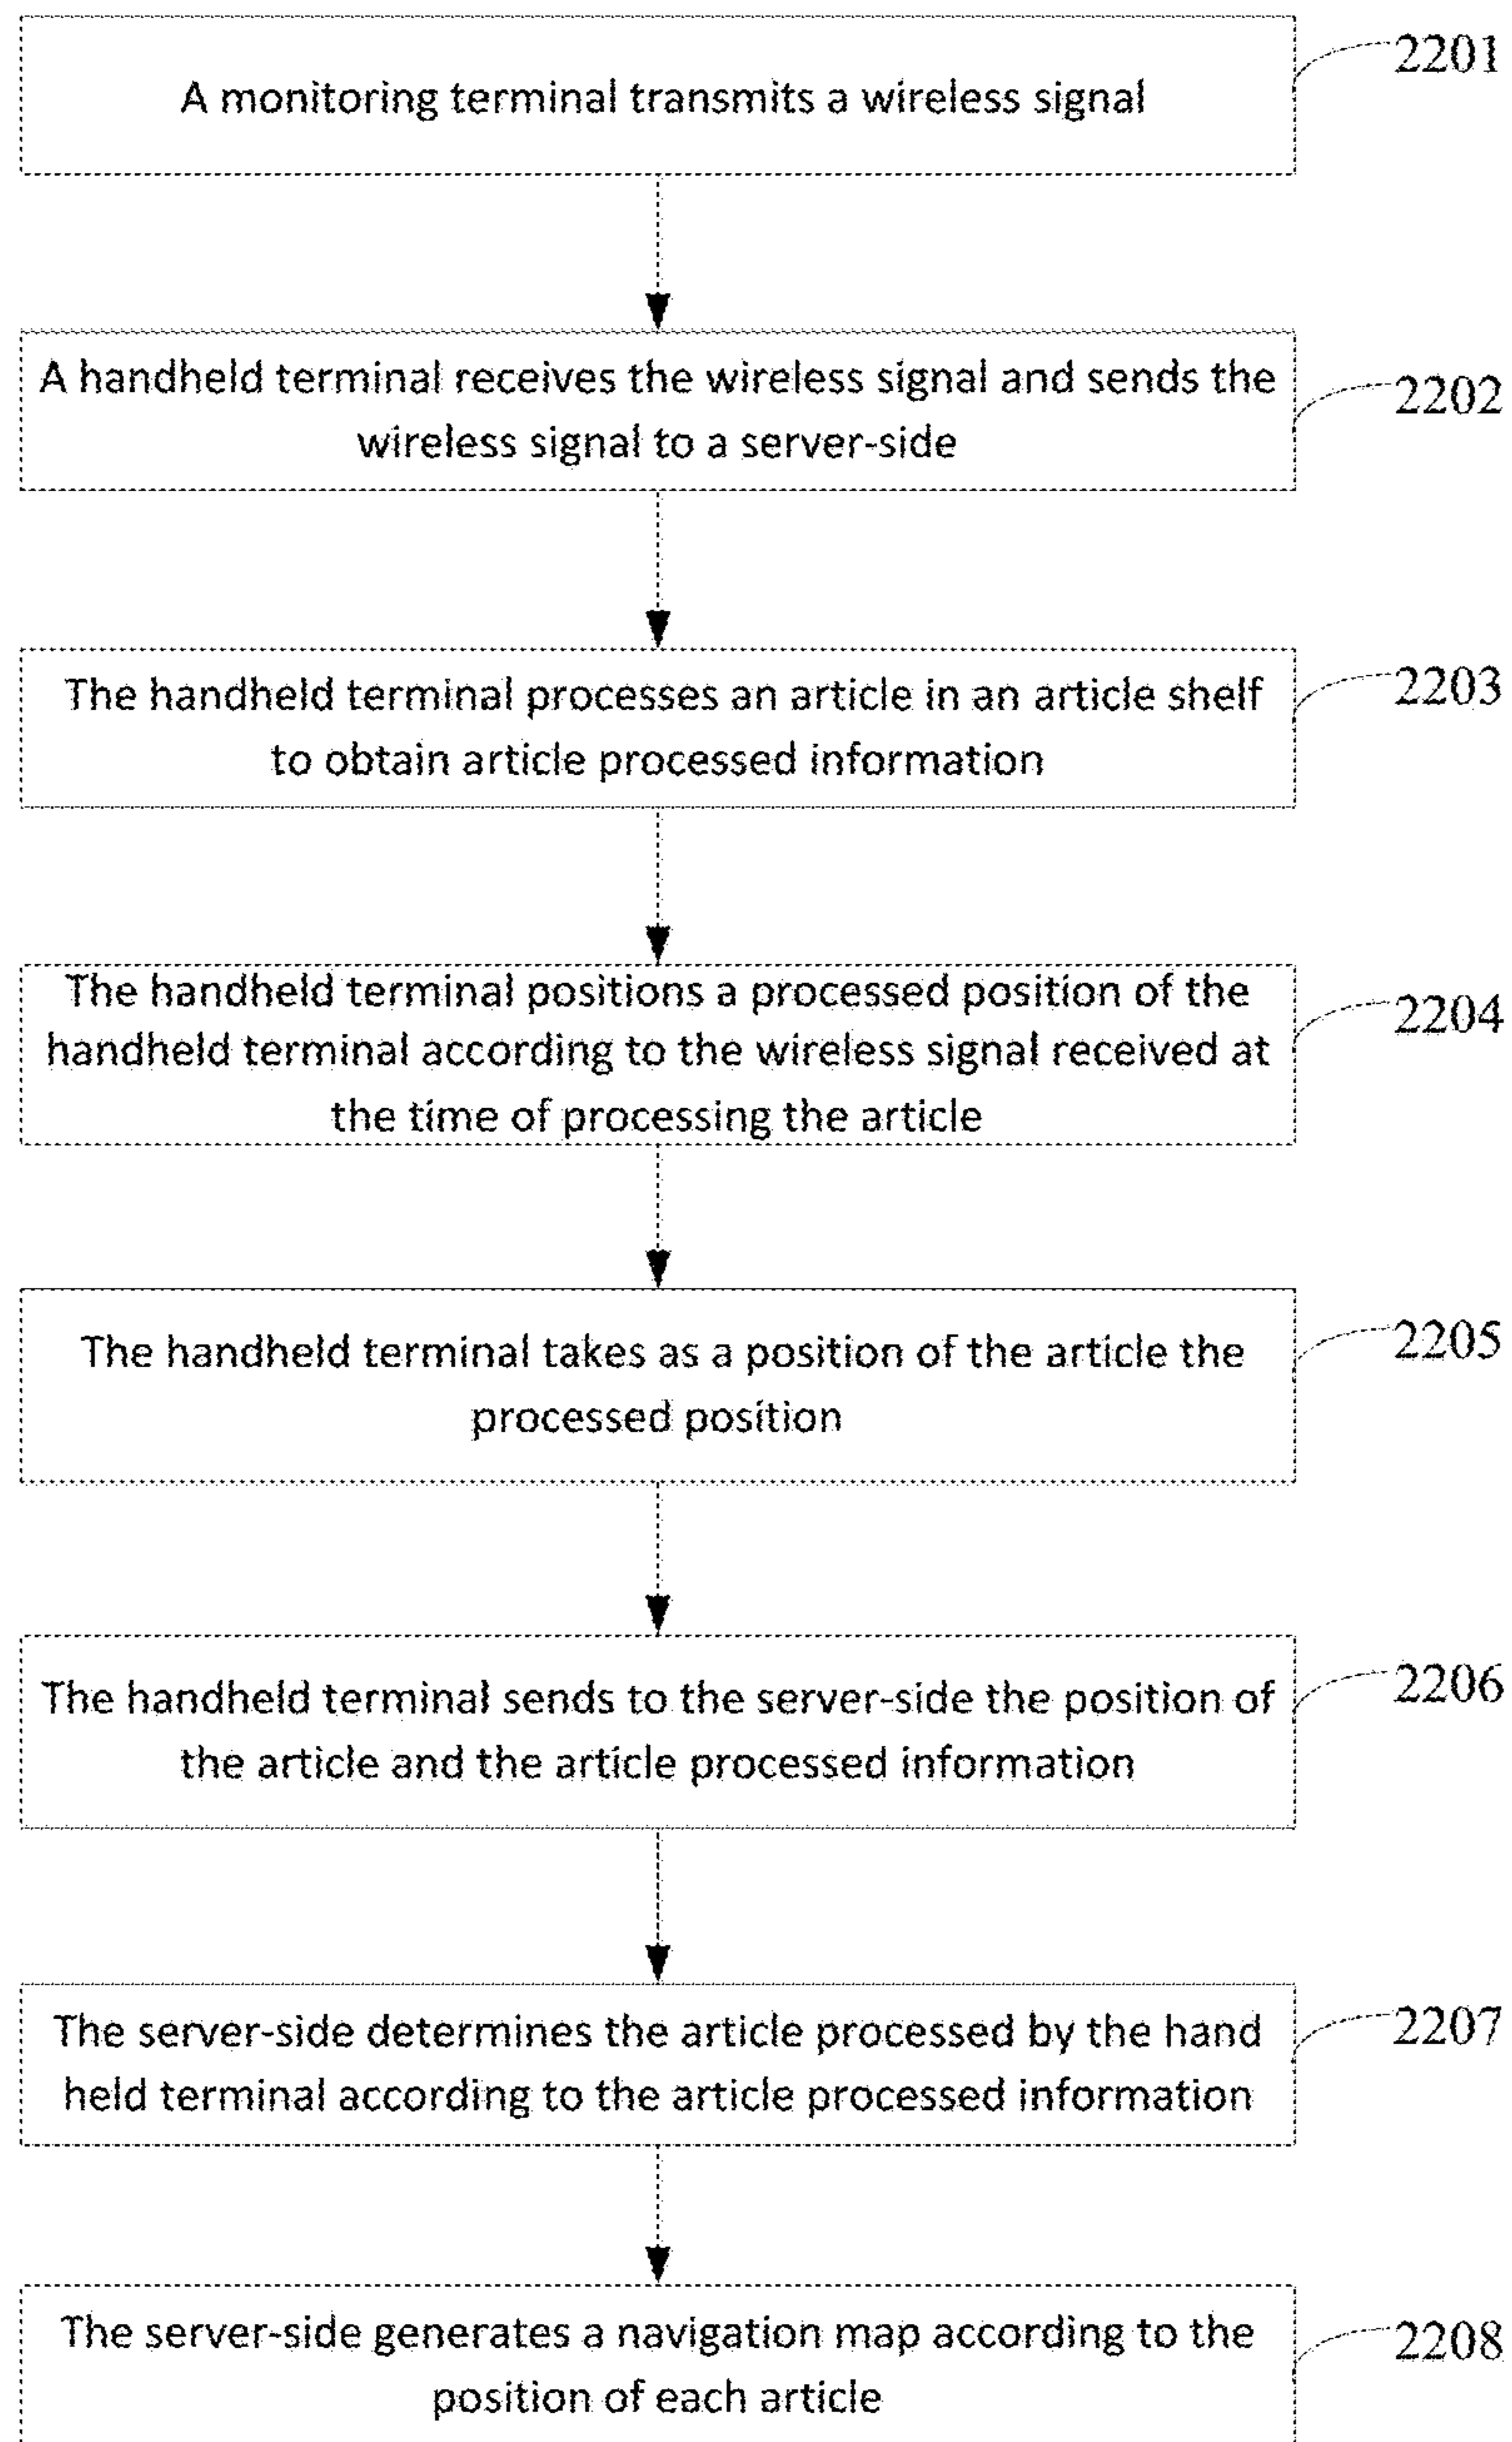 A monitoring terminal transmits a wireless signal
2201
A handheld terminal receives the wireless signal and sends the
wireless signal to a server-side
2202
The handheld terminal processes an article in an article shelf
to obtain article processed information
2203
The handheld terminal positions a processed position of the
handheld terminal according to the wireless signal received at
the time of processing the article
2204
The handheld terminal takes as a position of the article the
processed position
2205
The handheld terminal sends to the server-side the position of
the article and the article processed information
2206
The server-side determines the article processed by the hand
held terminal according to the article processed information
2207
The server-side generates a navigation map according to the
position of each article
2208